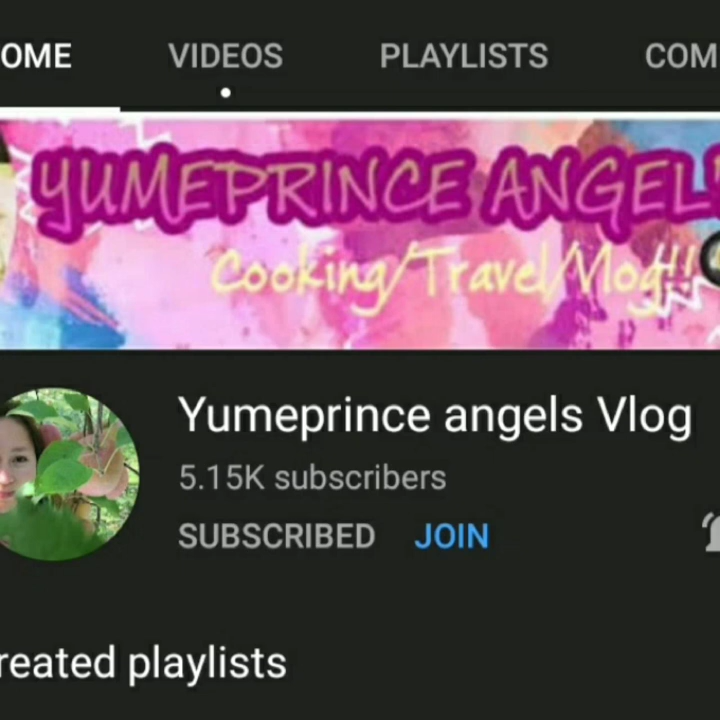 OME VIDEOS PLAYLISTS COM
YUMEPRINCE ANGEL'
Cooking/Travel/Vlog!!
Yumeprince angels Vlog
5.15K subscribers
SUBSCRIBED JOIN
reated playlists